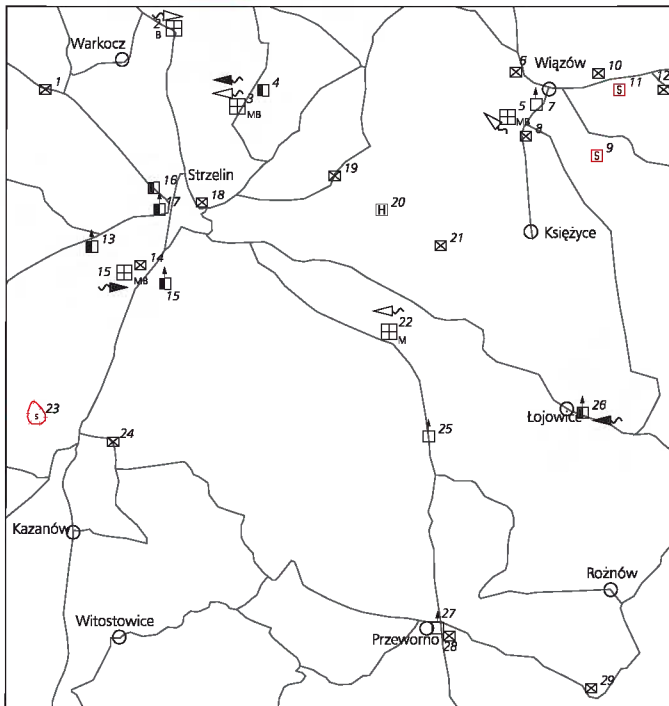 2
B
Warkocz
1
4
3
MB
6
Wiązów
10
11
S
12
5
7
MB
8
9
S
Strzelin
16
17
18
19
20
H
21
Księżyce
13
14
15
MB
15
22
M
23
s
24
25
26
Łojowice
Kazanów
Rożnów
Witostowice
27
Przeworno
28
29